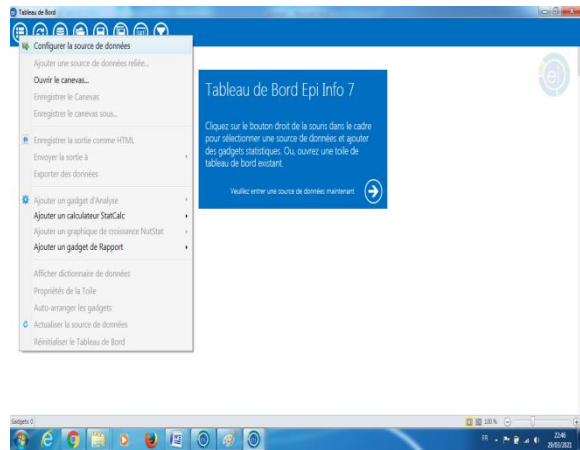 Tableau de Bord
Configurer la source de données
Ajouter une source de données reliée...
Ouvrir le canevas...
Enregistrer le Canevas
Enregistrer le canevas sous...
Enregistrer la sortie comme HTML
Envoyer la sortie à
Exporter des données
Ajouter un gadget d'Analyse
Ajouter un calculateur StatCalc
Ajouter un graphique de croissance NutStat
Ajouter un gadget de Rapport
Afficher dictionnaire de données
Propriétés de la Toile
Auto-arranger les gadgets
Actualiser la source de données
Réinitialiser le Tableau de Bord
Tableau de Bord Epi Info 7
Cliquez sur le bouton droit de la souris dans le cadre
pour sélectionner une source de données et ajouter
des gadgets statistiques. Ou, ouvrez une toile de
tableau de bord existant.
Veuillez entrer une source de données maintenant
ei
Gadgets: 0
100 %
FR
22:46
29/03/2021